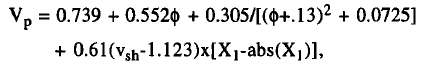 Vₚ = 0.739 + 0.552ϕ + 0.305/[(ϕ+.13)² + 0.0725]
+ 0.61(vₛₕ-1.123)x[X₁-abs(X₁)],